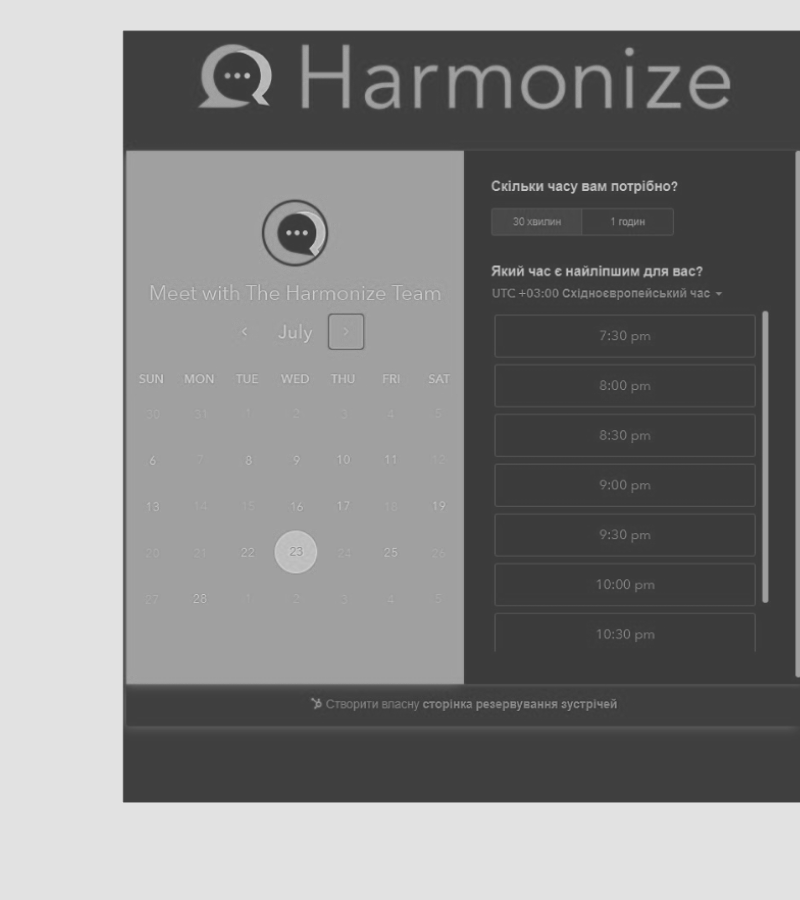 Harmonize
Meet with The Harmonize Team
July
SUN MON TUE WED THU FRI SAT
30 31 1 2 3 4 5
6 7 8 9 10 11 12
13 14 15 16 17 18 19
20 21 22 23 24 25 26
27 28 1 2 3 4 5
Скільки часу вам потрібно?
30 хвилин 1 годин
Який час є найліпшим для вас?
UTC +03:00 Східноєвропейський час
7:30 pm
8:00 pm
8:30 pm
9:00 pm
9:30 pm
10:00 pm
10:30 pm
Створити власну сторінка резервування зустрічей